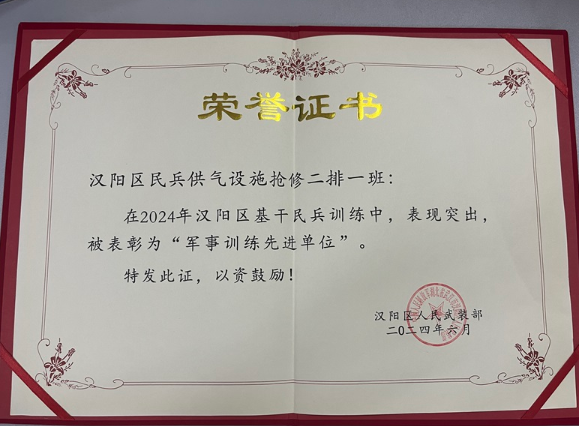 荣誉证书
汉阳区民兵供气设施抢修二排一班：
在2024年汉阳区基干民兵训练中，表现突出，
被表彰为“军事训练先进单位”。
特发此证，以资鼓励！
汉阳区人民武装部
二〇二四年六月